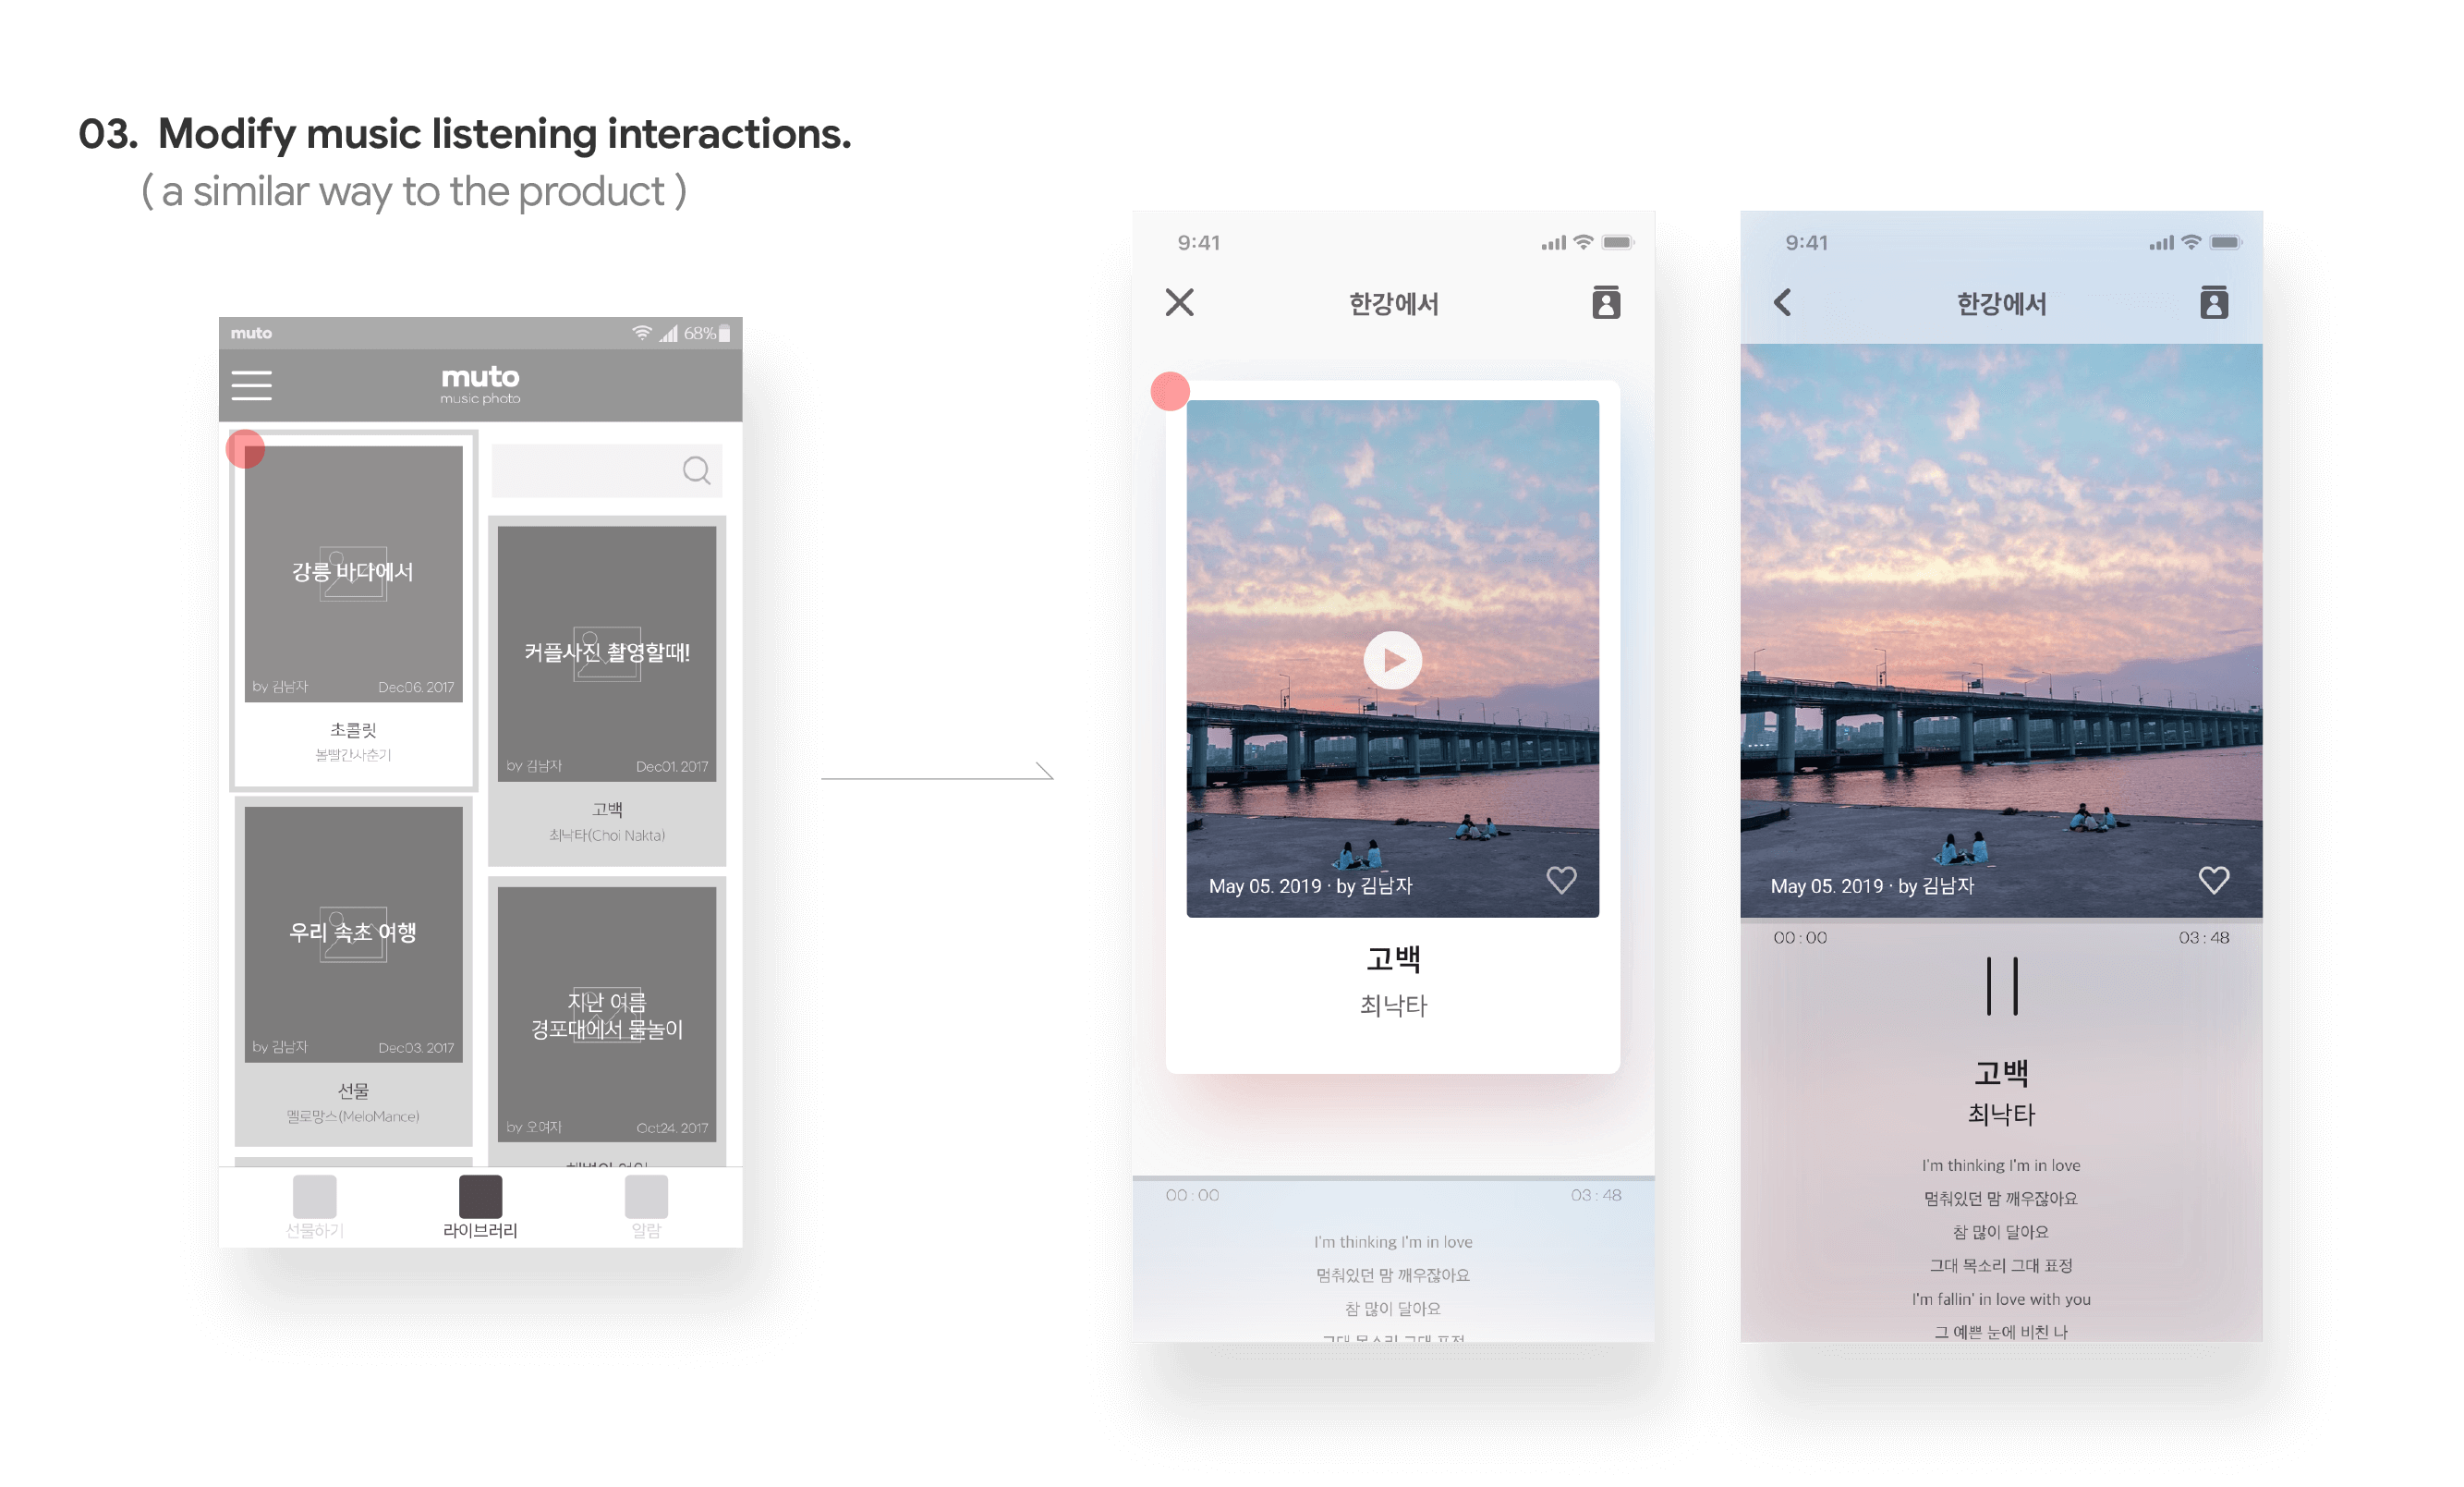 03. Modify music listening interactions.
( a similar way to the product )
muto
68%
muto
music photo
강릉 바다에서
by 김남자
Dec06. 2017
초콜릿
볼빨간사춘기
커플사진 촬영할때!
by 김남자
Dec01. 2017
고백
최낙타(Choi Nakta)
우리 속초 여행
by 김남자
Dec03. 2017
선물
멜로망스(MeloMance)
지난 여름
경포대에서 물놀이
by 오여자
Oct24. 2017
선물하기
라이브러리
알람
9:41
한강에서
May 05. 2019 · by 김남자
고백
최낙타
00 : 00
03 : 48
I'm thinking I'm in love
멈춰있던 맘 깨우잖아요
참 많이 달아요
그대 목소리 그대 표정
9:41
한강에서
May 05. 2019 · by 김남자
00 : 00
03 : 48
고백
최낙타
I'm thinking I'm in love
멈춰있던 맘 깨우잖아요
참 많이 달아요
그대 목소리 그대 표정
I'm fallin' in love with you
그 예쁜 눈에 비친 나